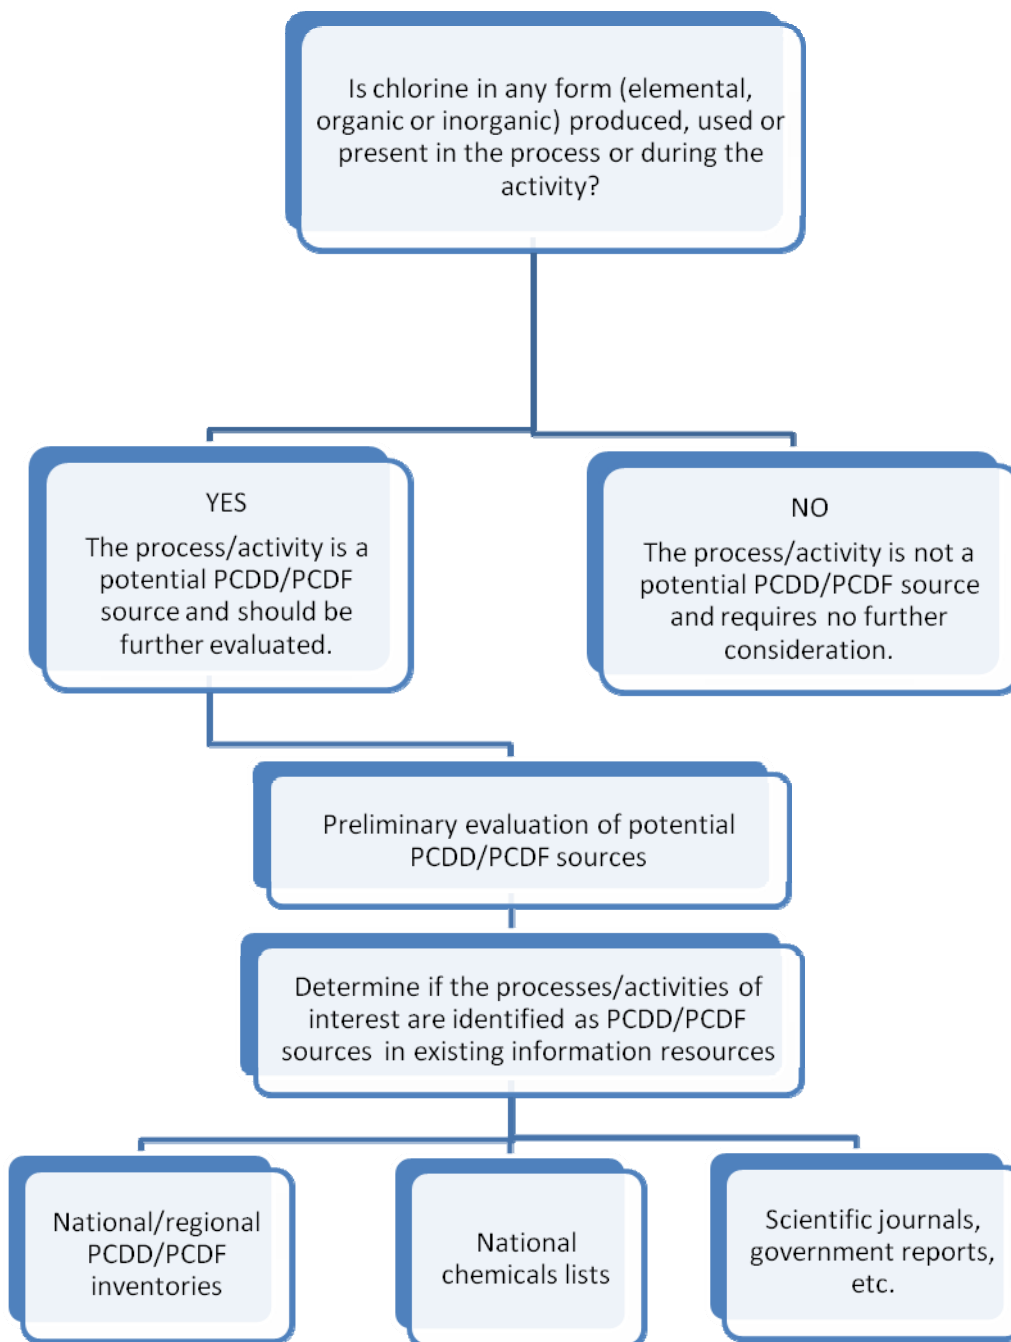 Is chlorine in any form (elemental,
organic or inorganic) produced, used or
present in the process or during the
activity?
YES
The process/activity is a
potential PCDD/PCDF
source and should be
further evaluated.
NO
The process/activity is not a
potential PCDD/PCDF source
and requires no further
consideration.
Preliminary evaluation of potential
PCDD/PCDF sources
Determine if the processes/activities of
interest are identified as PCDD/PCDF
sources in existing information resources
National/regional
PCDD/PCDF
inventories
National
chemicals lists
Scientific journals,
government reports,
etc.